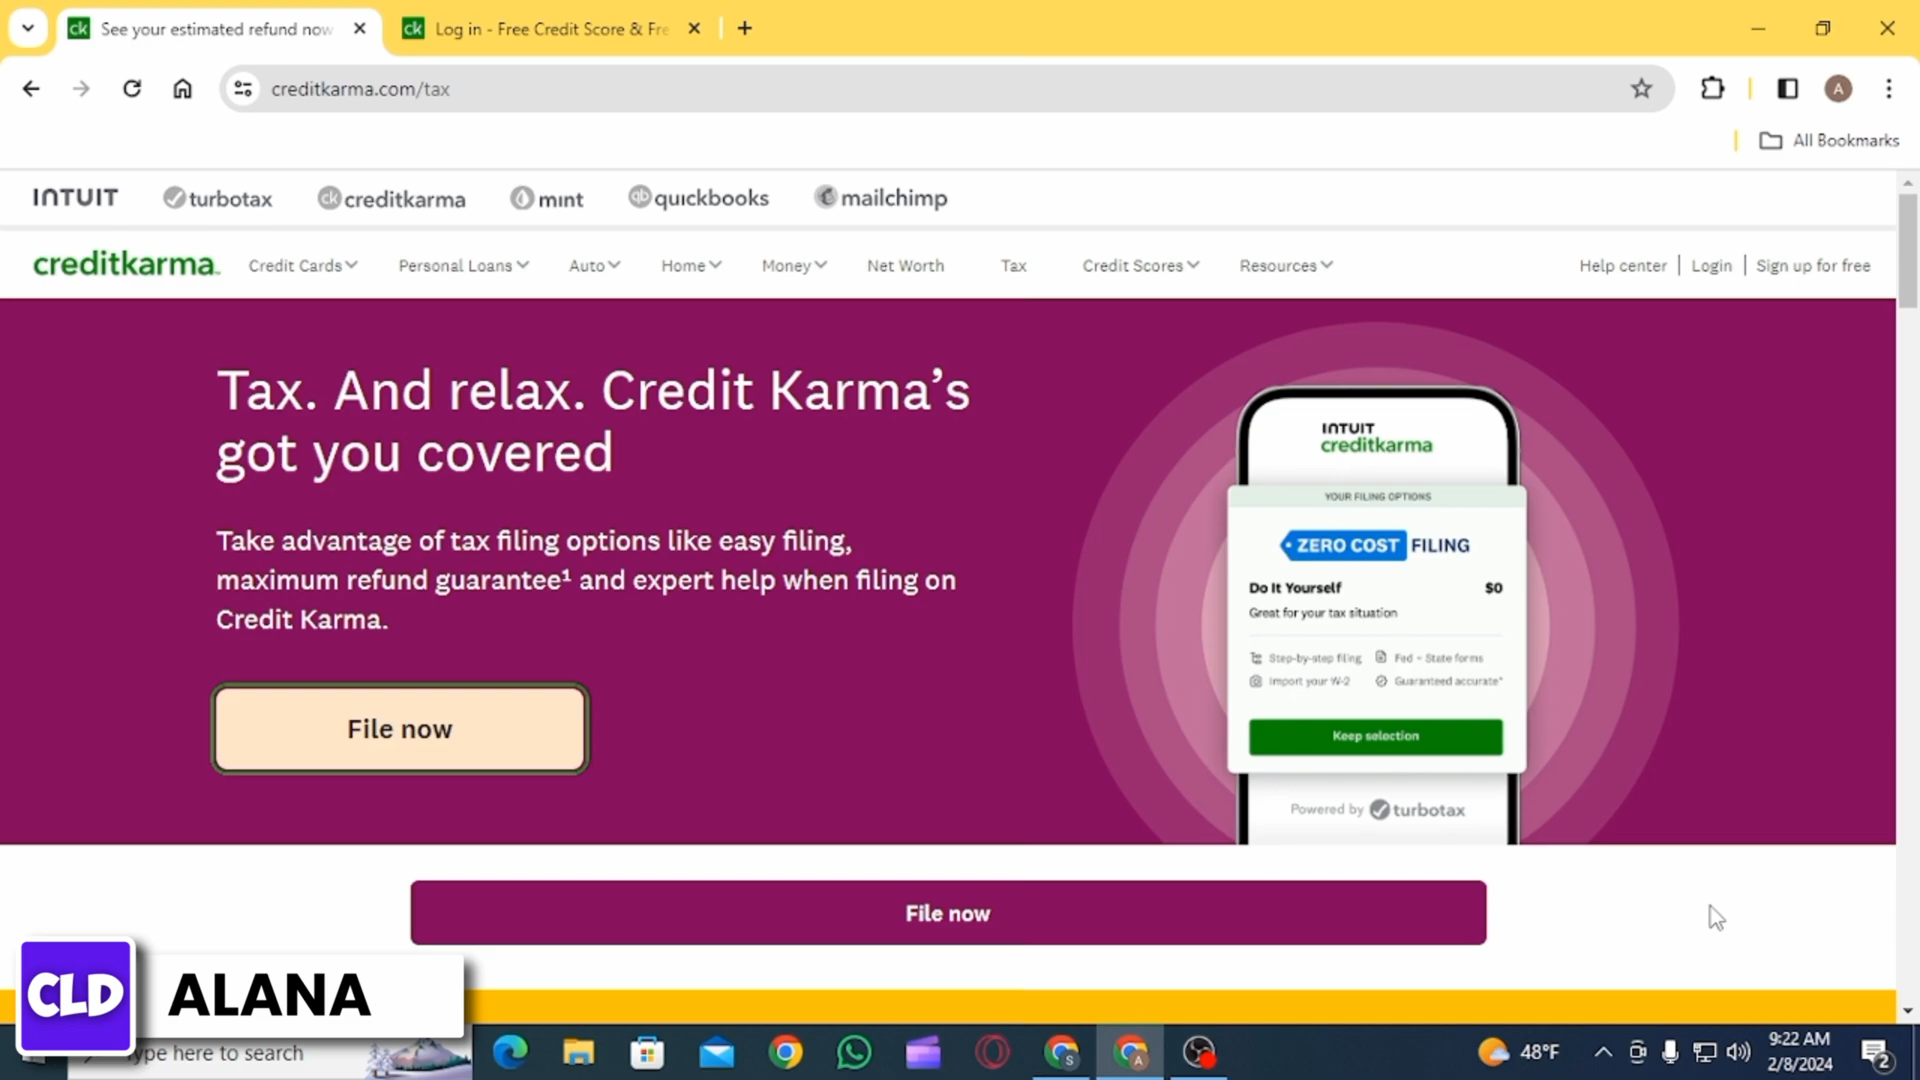 See your estimated refund now
Log in - Free Credit Score & Fre
creditkarma.com/tax
A
All Bookmarks
INTUIT turbotax ck creditkarma mint qb quickbooks mailchimp
creditkarma Credit Cards Personal Loans Auto Home Money Net Worth Tax Credit Scores Resources Help center Login Sign up for free
Tax. And relax. Credit Karma's
got you covered
Take advantage of tax filing options like easy filing,
maximum refund guarantee¹ and expert help when filing on
Credit Karma.
File now
INTUIT
creditkarma
YOUR FILING OPTIONS
ZERO COST FILING
Do It Yourself $0
Great for your tax situation
Step-by-step filing Fed + State forms
Import your W-2 Guaranteed accurate*
Keep selection
Powered by turbotax
File now
CLD ALANA
Type here to search
48°F
9:22 AM
2/8/2024
2